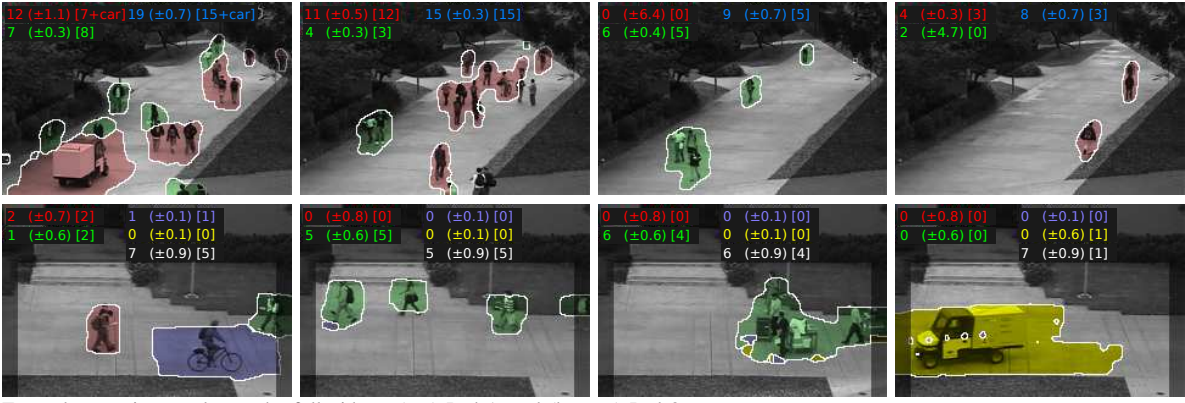 12 (±1.1) [7+car] 19 (±0.7) [15+car]
7 (±0.3) [8]
11 (±0.5) [12] 15 (±0.3) [15]
4 (±0.3) [3]
0 (±6.4) [0] 9 (±0.7) [5]
6 (±0.4) [5]
4 (±0.3) [3] 8 (±0.7) [3]
2 (±4.7) [0]
2 (±0.7) [2] 1 (±0.1) [1]
1 (±0.6) [2] 0 (±0.1) [0]
7 (±0.9) [5]
0 (±0.8) [0] 0 (±0.1) [0]
5 (±0.6) [5] 0 (±0.1) [0]
5 (±0.9) [5]
0 (±0.8) [0] 0 (±0.1) [0]
6 (±0.6) [4] 0 (±0.1) [0]
6 (±0.9) [4]
0 (±0.8) [0] 0 (±0.1) [0]
0 (±0.6) [0] 0 (±0.6) [1]
7 (±0.9) [1]